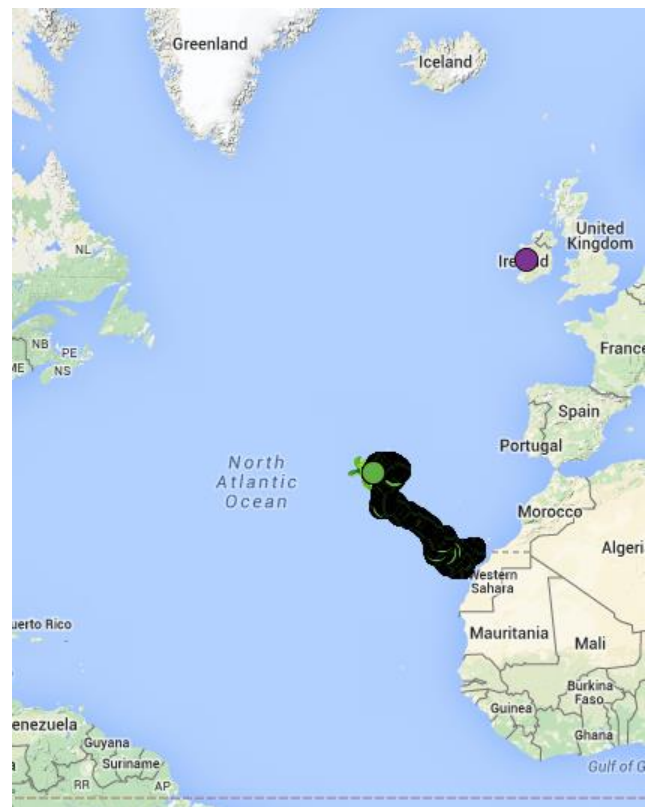 Greenland
Iceland
United
Kingdom
Ireland
NL
NB
PE
NS
ME
France
Spain
Portugal
North
Atlantic
Ocean
Morocco
Algeri
Western
Sahara
uerto Rico
Mauritania
Mali
Burkina
Faso
Guinea
Ghana
enezuela
Guyana
Suriname
RR
AP
Gulf of G